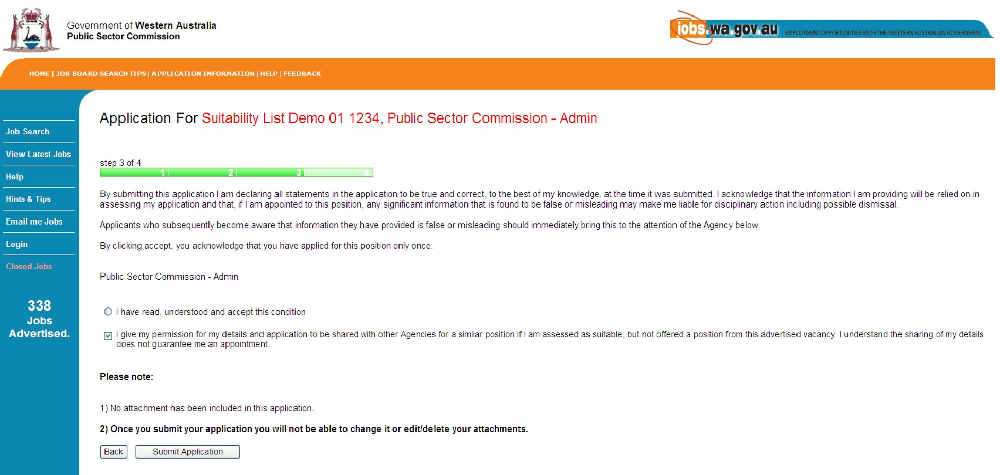 Government of Western Australia
Public Sector Commission
jobs.wa.gov.au EMPLOYMENT OPPORTUNITIES WITH THE WESTERN AUSTRALIAN GOVERNMENT
HOME | JOB BOARD SEARCH TIPS | APPLICATION INFORMATION | HELP | FEEDBACK
Job Search
View Latest Jobs
Help
Hints & Tips
Email me Jobs
Login
Closed Jobs
338
Jobs
Advertised.
Application For Suitability List Demo 01 1234, Public Sector Commission - Admin
step 3 of 4
1 2 3 4
By submitting this application I am declaring all statements in the application to be true and correct, to the best of my knowledge, at the time it was submitted. I acknowledge that the information I am providing will be relied on in
assessing my application and that, if I am appointed to this position, any significant information that is found to be false or misleading may make me liable for disciplinary action including possible dismissal.
Applicants who subsequently become aware that information they have provided is false or misleading should immediately bring this to the attention of the Agency below.
By clicking accept, you acknowledge that you have applied for this position only once.
Public Sector Commission - Admin
I have read, understood and accept this condition
I give my permission for my details and application to be shared with other Agencies for a similar position if I am assessed as suitable, but not offered a position from this advertised vacancy. I understand the sharing of my details
does not guarantee me an appointment.
Please note:
1) No attachment has been included in this application.
2) Once you submit your application you will not be able to change it or edit/delete your attachments.
Back Submit Application